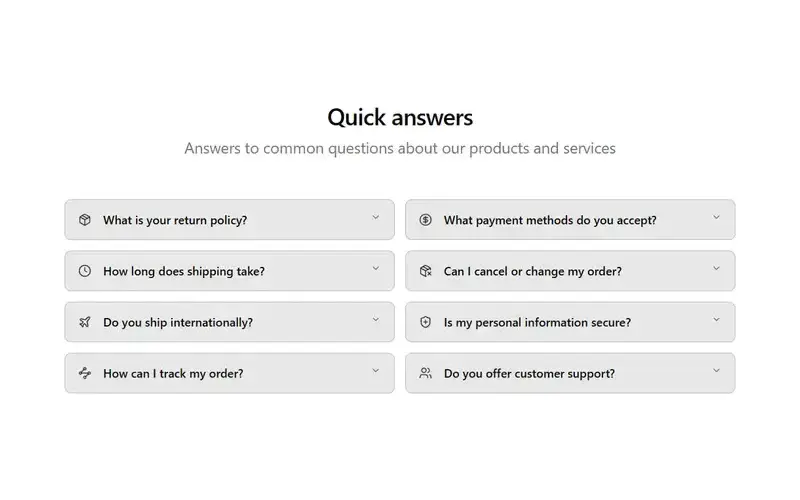 Quick answers
Answers to common questions about our products and services
What is your return policy?
What payment methods do you accept?
How long does shipping take?
Can I cancel or change my order?
Do you ship internationally?
Is my personal information secure?
How can I track my order?
Do you offer customer support?